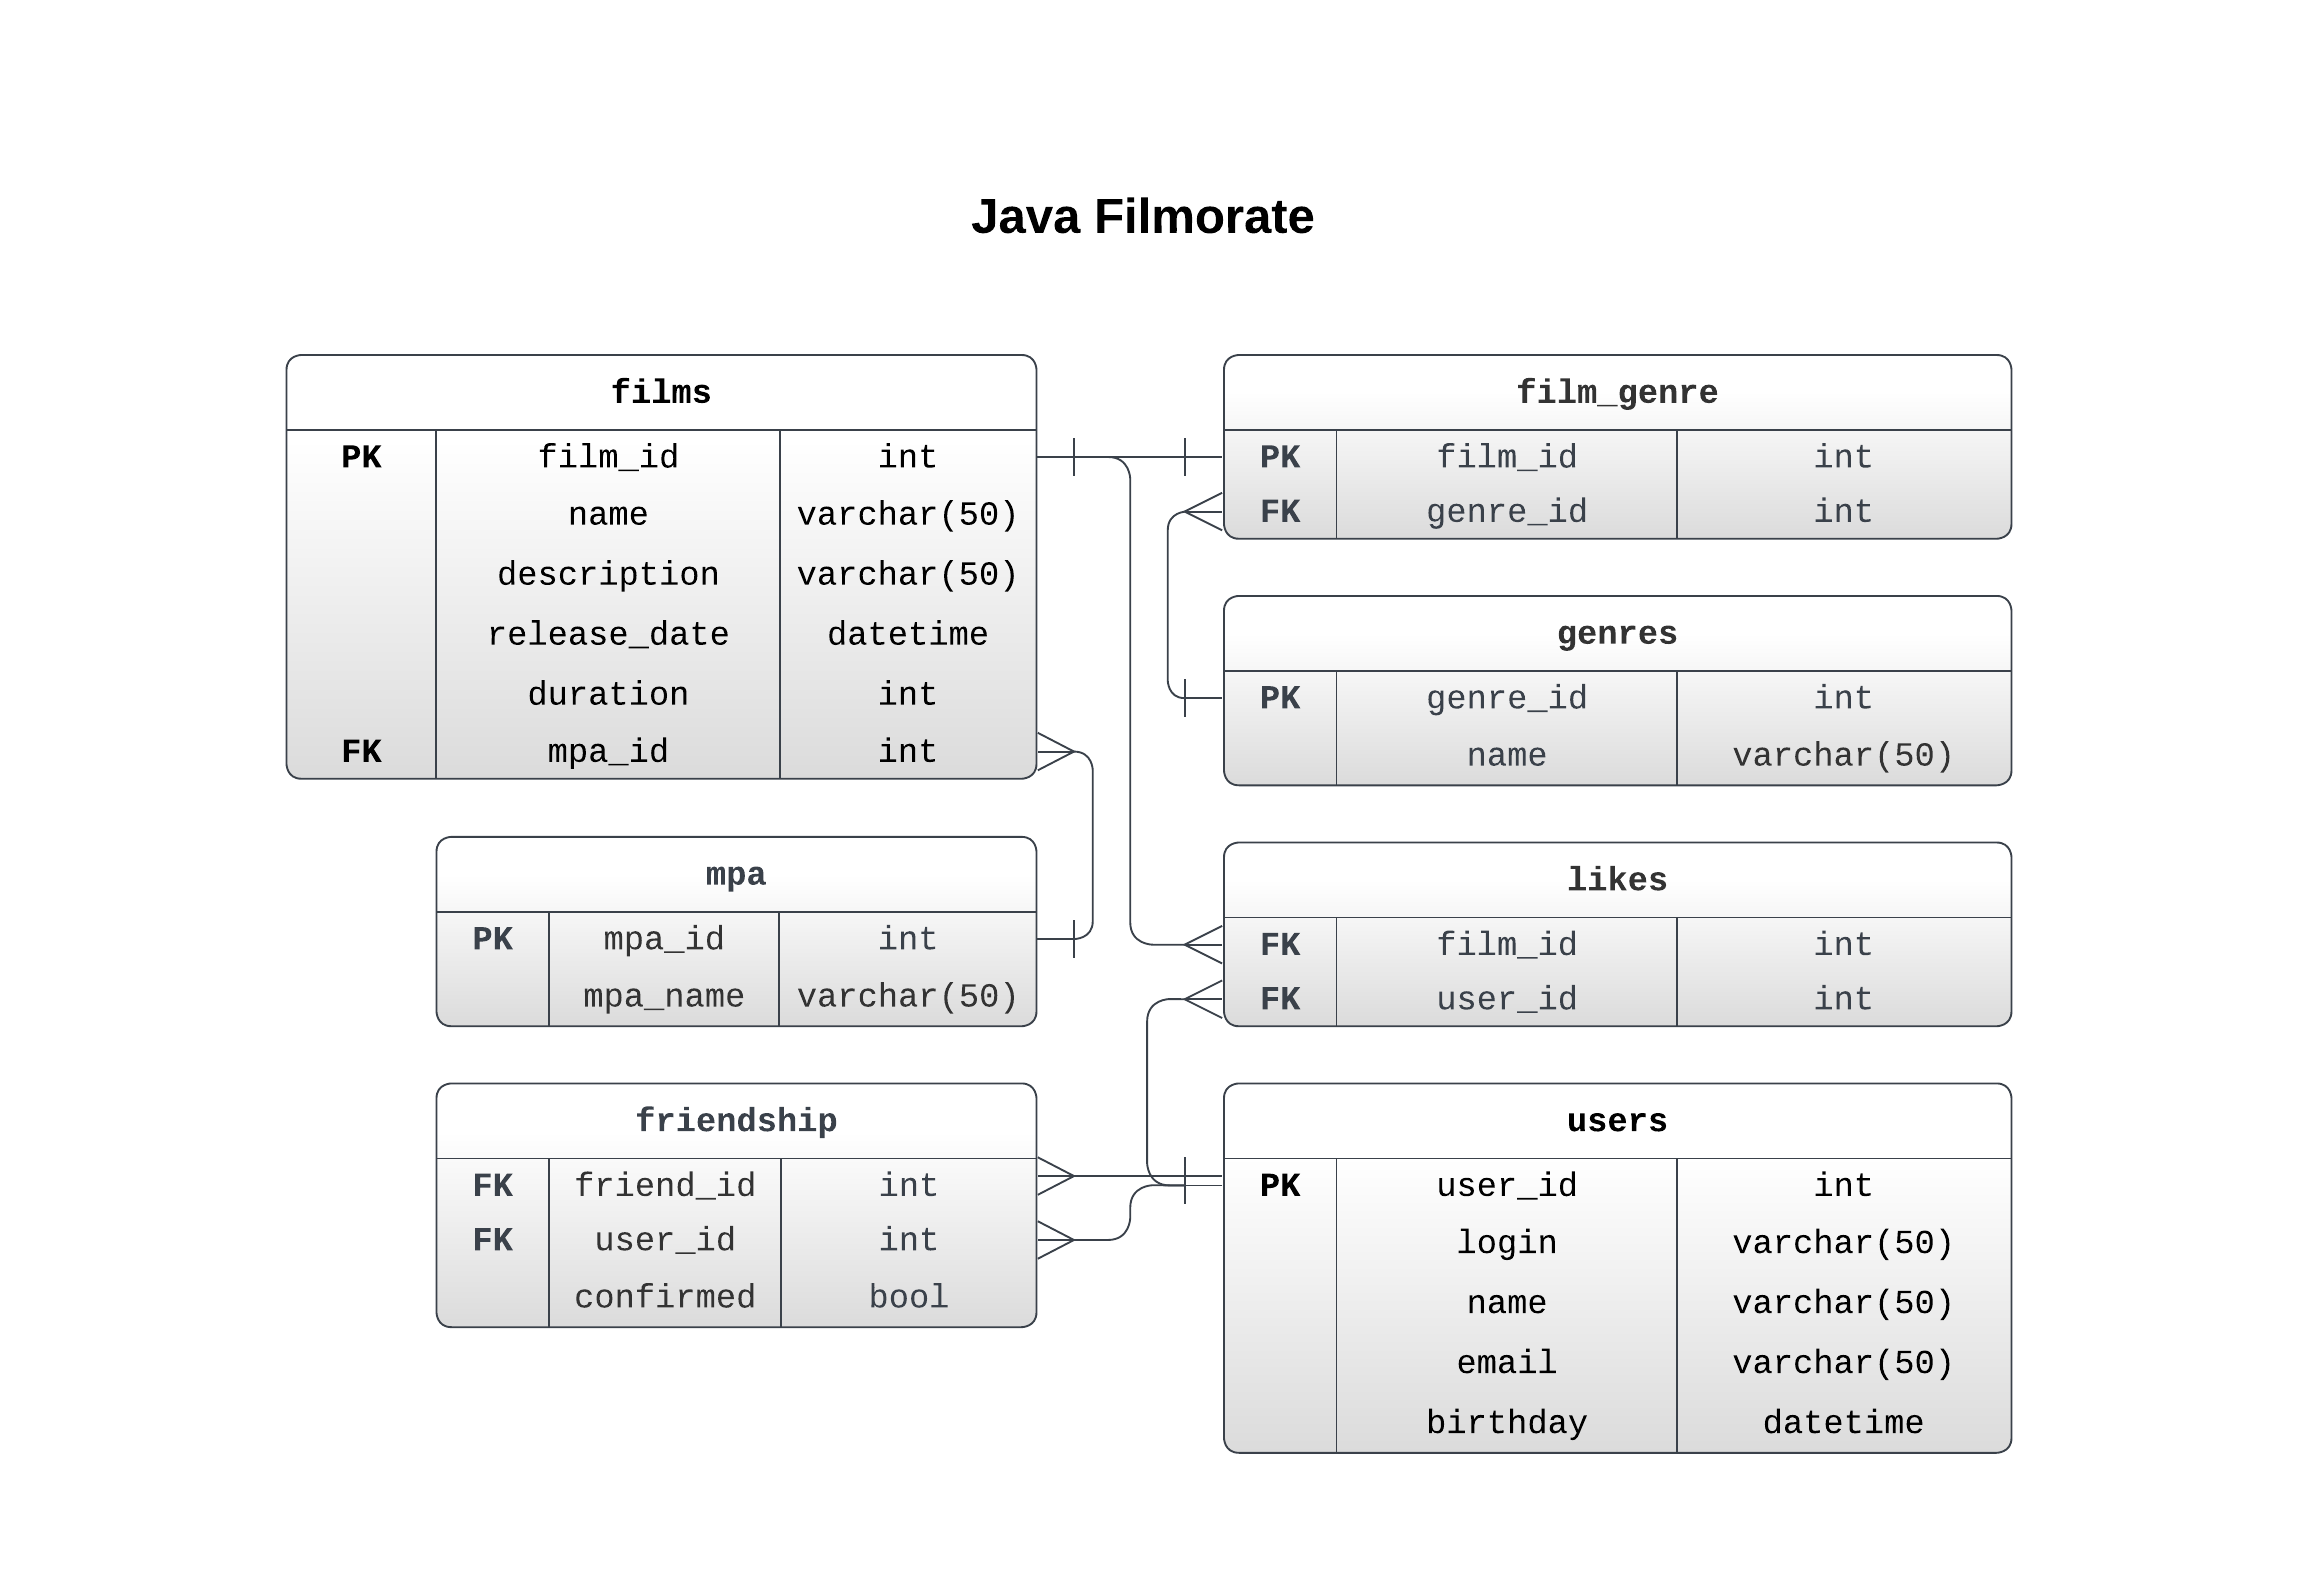 Java Filmorate
films
PK film_id int
name varchar(50)
description varchar(50)
release_date datetime
duration int
FK mpa_id int
film_genre
PK film_id int
FK genre_id int
genres
PK genre_id int
name varchar(50)
mpa
PK mpa_id int
mpa_name varchar(50)
likes
FK film_id int
FK user_id int
friendship
FK friend_id int
FK user_id int
confirmed bool
users
PK user_id int
login varchar(50)
name varchar(50)
email varchar(50)
birthday datetime